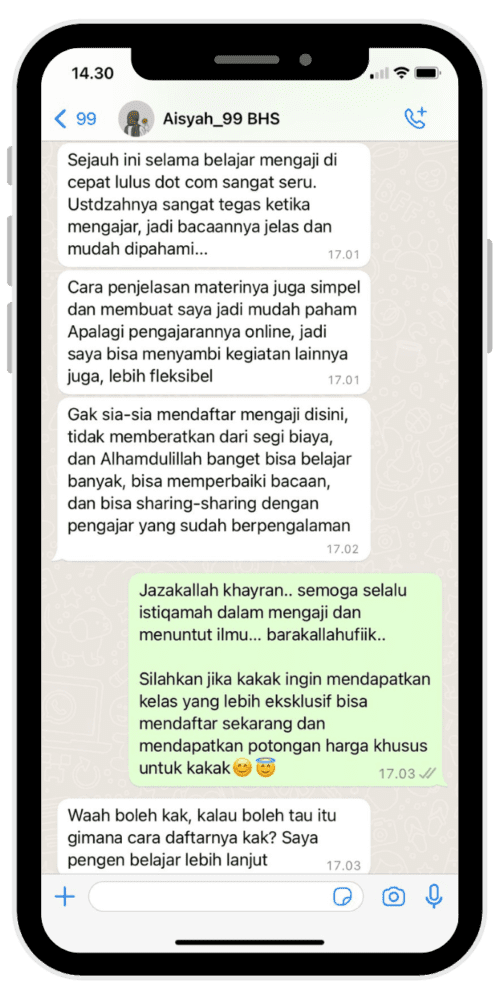 14.30
99
Aisyah_99 BHS
Sejauh ini selama belajar mengaji di
cepat lulus dot com sangat seru.
Ustdzahnya sangat tegas ketika
mengajar, jadi bacaannya jelas dan
mudah dipahami...
17.01
Cara penjelasan materinya juga simpel
dan membuat saya jadi mudah paham
Apalagi pengajarannya online, jadi
saya bisa menyambi kegiatan lainnya
juga, lebih fleksibel
17.01
Gak sia-sia mendaftar mengaji disini,
tidak memberatkan dari segi biaya,
dan Alhamdulillah banget bisa belajar
banyak, bisa memperbaiki bacaan,
dan bisa sharing-sharing dengan
pengajar yang sudah berpengalaman
17.02
Jazakallah khayran.. semoga selalu
istiqamah dalam mengaji dan
menuntut ilmu... barakallahufiik..
Silahkan jika kakak ingin mendapatkan
kelas yang lebih eksklusif bisa
mendaftar sekarang dan
mendapatkan potongan harga khusus
untuk kakak😊😇
17.03
Waah boleh kak, kalau boleh tau itu
gimana cara daftarnya kak? Saya
pengen belajar lebih lanjut
17.03